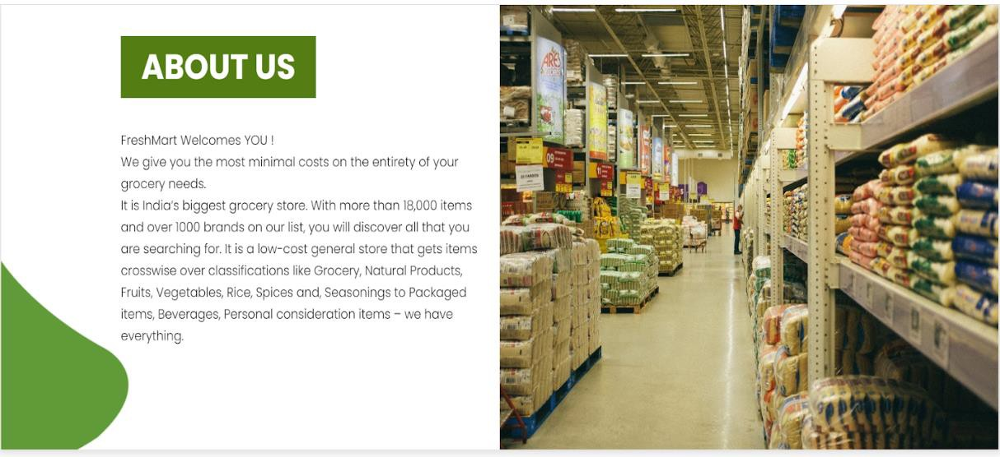 ABOUT US
FreshMart Welcomes YOU !
We give you the most minimal costs on the entirety of your
grocery needs.
It is India's biggest grocery store. With more than 18,000 items
and over 1000 brands on our list, you will discover all that you
are searching for. It is a low-cost general store that gets items
crosswise over classifications like Grocery, Natural Products,
Fruits, Vegetables, Rice, Spices and, Seasonings to Packaged
items, Beverages, Personal consideration items – we have
everything.
ARES
09
11
5